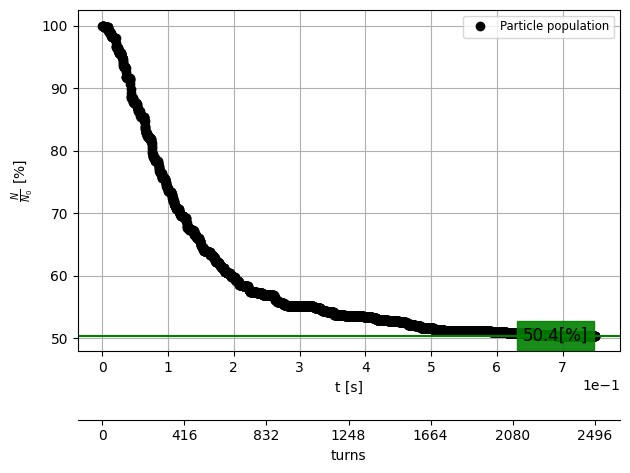 Particle population
100
90
80
70
60
50
N/N₀ [%]
50.4[%]
0 1 2 3 4 5 6 7
1e−1
t [s]
0 416 832 1248 1664 2080 2496
turns